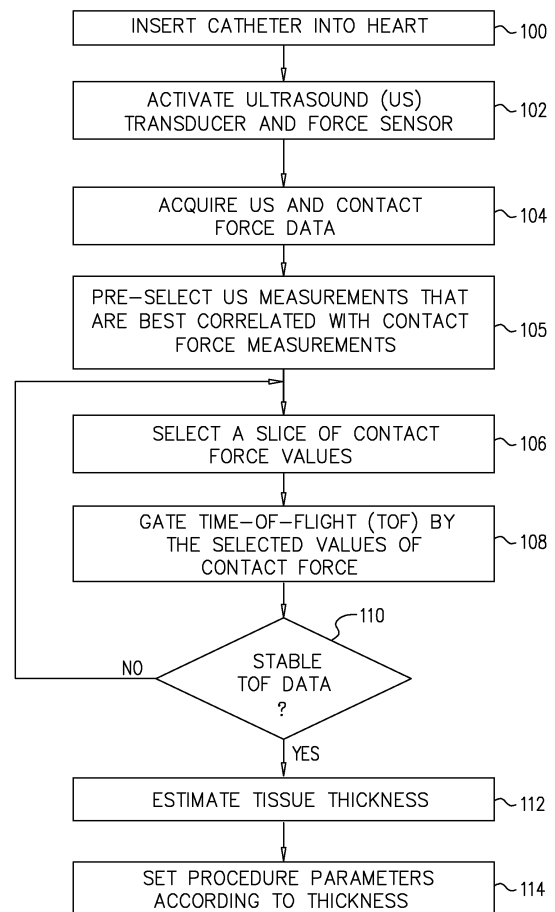 INSERT CATHETER INTO HEART
100
ACTIVATE ULTRASOUND (US)
TRANSDUCER AND FORCE SENSOR
102
ACQUIRE US AND CONTACT
FORCE DATA
104
PRE-SELECT US MEASUREMENTS THAT
ARE BEST CORRELATED WITH CONTACT
FORCE MEASUREMENTS
105
SELECT A SLICE OF CONTACT
FORCE VALUES
106
GATE TIME-OF-FLIGHT (TOF) BY
THE SELECTED VALUES OF
CONTACT FORCE
108
110
STABLE
TOF DATA
?
NO
YES
ESTIMATE TISSUE THICKNESS
112
SET PROCEDURE PARAMETERS
ACCORDING TO THICKNESS
114